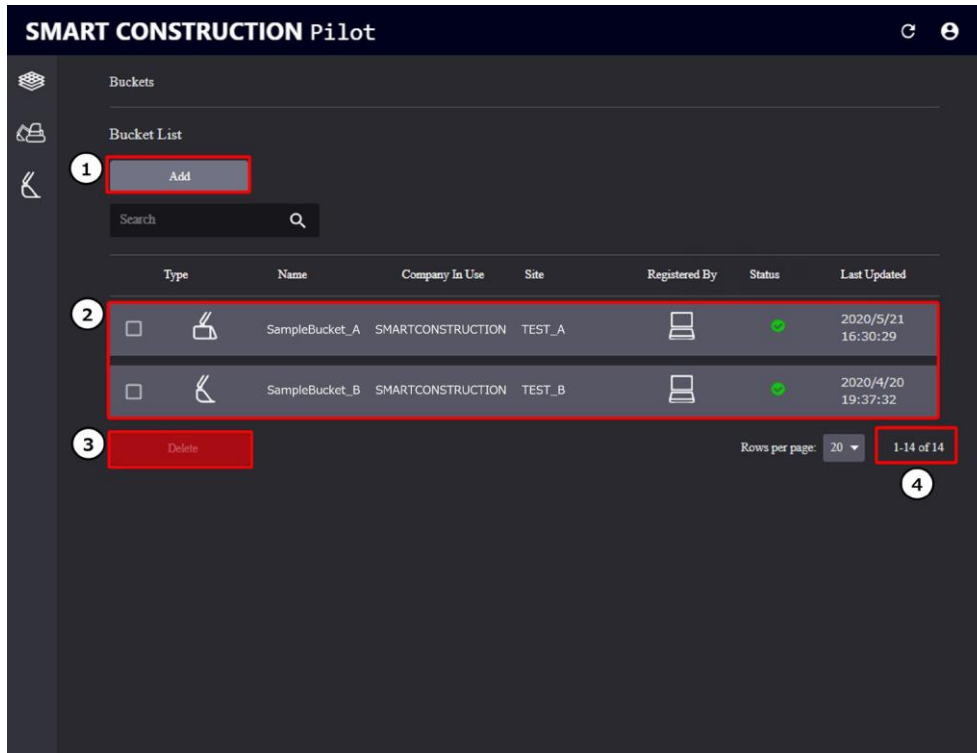 SMART CONSTRUCTION Pilot
Buckets
Bucket List
1
Add
Search
Type Name Company In Use Site Registered By Status Last Updated
2
SampleBucket_A SMARTCONSTRUCTION TEST_A 2020/5/21
16:30:29
SampleBucket_B SMARTCONSTRUCTION TEST_B 2020/4/20
19:37:32
3
Delete
Rows per page: 20 1-14 of 14
4